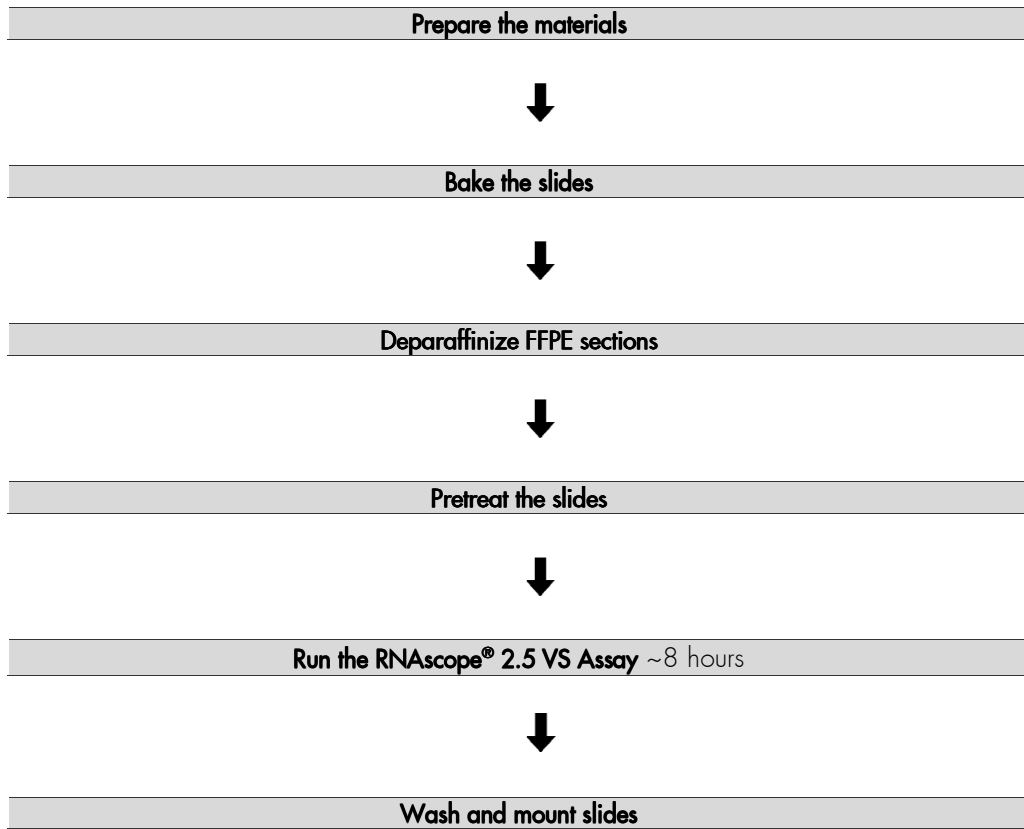 Prepare the materials
Bake the slides
Deparaffinize FFPE sections
Pretreat the slides
Run the RNAscope® 2.5 VS Assay ~8 hours
Wash and mount slides